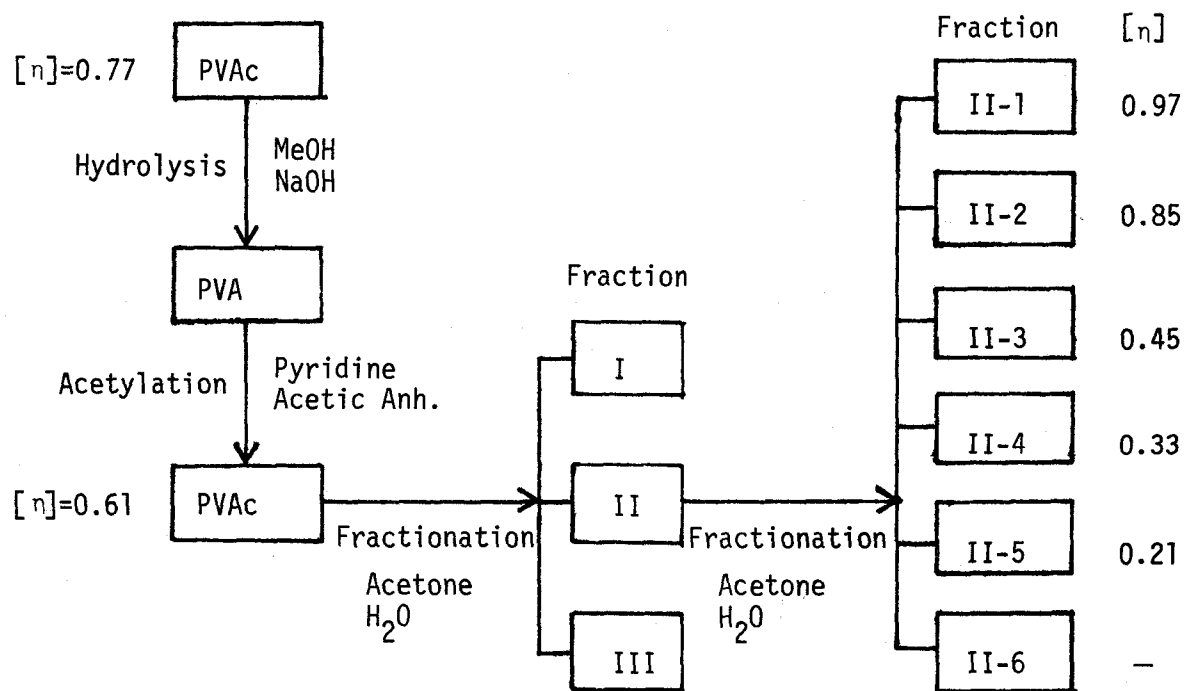 [η]=0.77
PVAc
Hydrolysis
MeOH
NaOH
PVA
Acetylation
Pyridine
Acetic Anh.
[η]=0.61
PVAc
Fractionation
Acetone
H₂O
Fraction
I
II
III
Fractionation
Acetone
H₂O
Fraction [η]
II-1 0.97
II-2 0.85
II-3 0.45
II-4 0.33
II-5 0.21
II-6 –